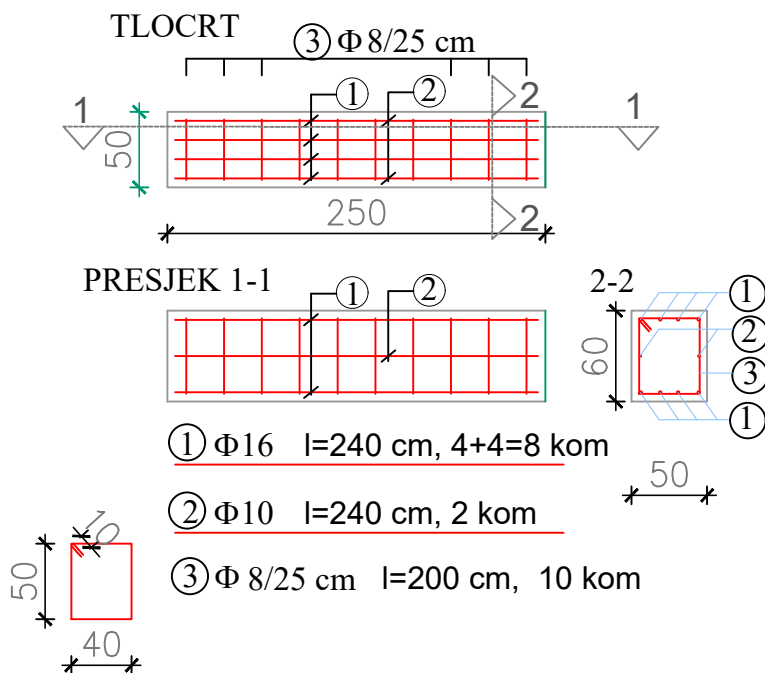 TLOCRT
③ Φ 8/25 cm
① ②
2
1 1
50
2
250
PRESJEK 1-1
① ②
2-2
①
②
③
①
60
50
① Φ16 l=240 cm, 4+4=8 kom
② Φ10 l=240 cm, 2 kom
③ Φ 8/25 cm l=200 cm, 10 kom
10
50
40